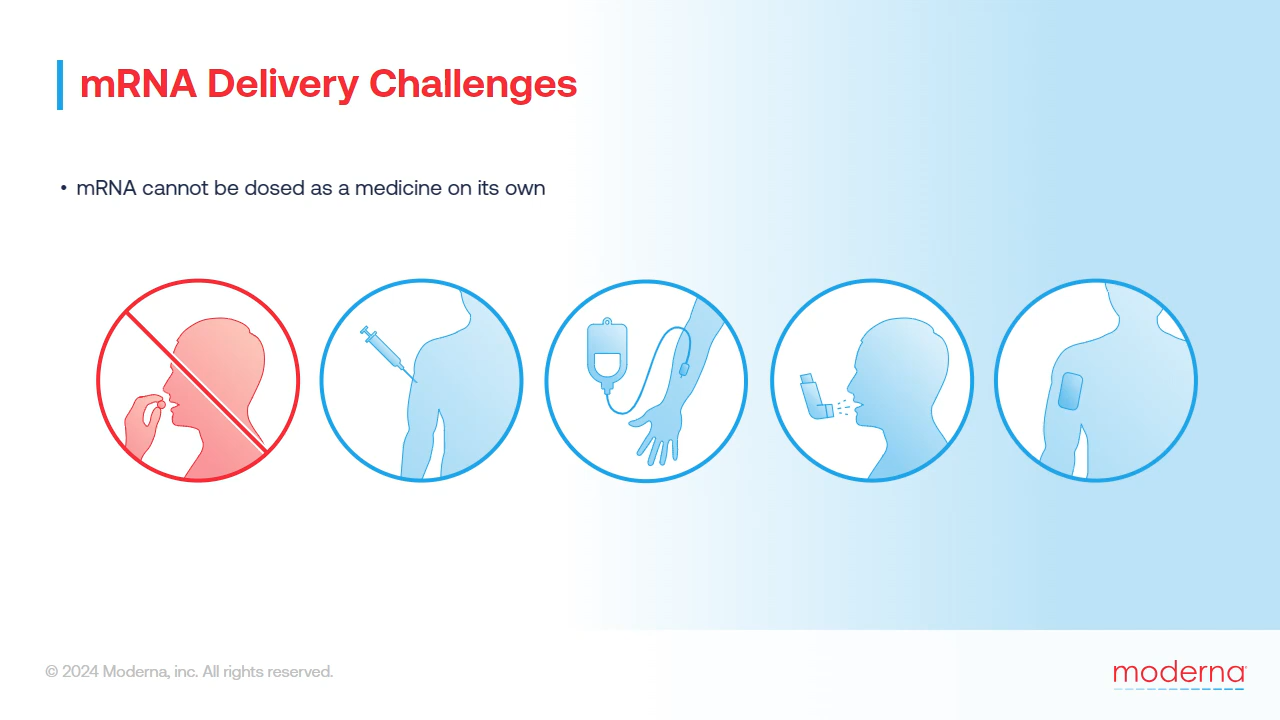 mRNA Delivery Challenges
• mRNA cannot be dosed as a medicine on its own
© 2024 Moderna, inc. All rights reserved.
moderna